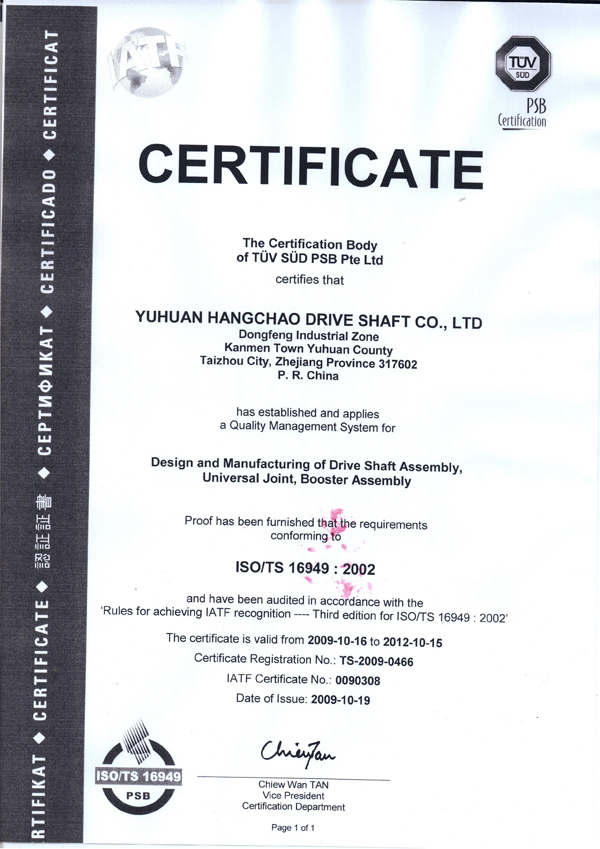 IATF
TÜV
SÜD
PSB
Certification
CERTIFICATE
The Certification Body
of TÜV SÜD PSB Pte Ltd
certifies that
YUHUAN HANGCHAO DRIVE SHAFT CO., LTD
Dongfeng Industrial Zone
Kanmen Town Yuhuan County
Taizhou City, Zhejiang Province 317602
P. R. China
has established and applies
a Quality Management System for
Design and Manufacturing of Drive Shaft Assembly,
Universal Joint, Booster Assembly
Proof has been furnished that the requirements
conforming to
ISO/TS 16949 : 2002
and have been audited in accordance with the
'Rules for achieving IATF recognition ---- Third edition for ISO/TS 16949 : 2002'
The certificate is valid from 2009-10-16 to 2012-10-15
Certificate Registration No.: TS-2009-0466
IATF Certificate No.: 0090308
Date of Issue: 2009-10-19
ISO/TS 16949
PSB
ChiewTan
Chiew Wan TAN
Vice President
Certification Department
Page 1 of 1
RTIFIKAT ◆ CERTIFICATE ◆ 認証証書 ◆ СЕРТИФИКАТ ◆ CERTIFICADO ◆ CERTIFICAT